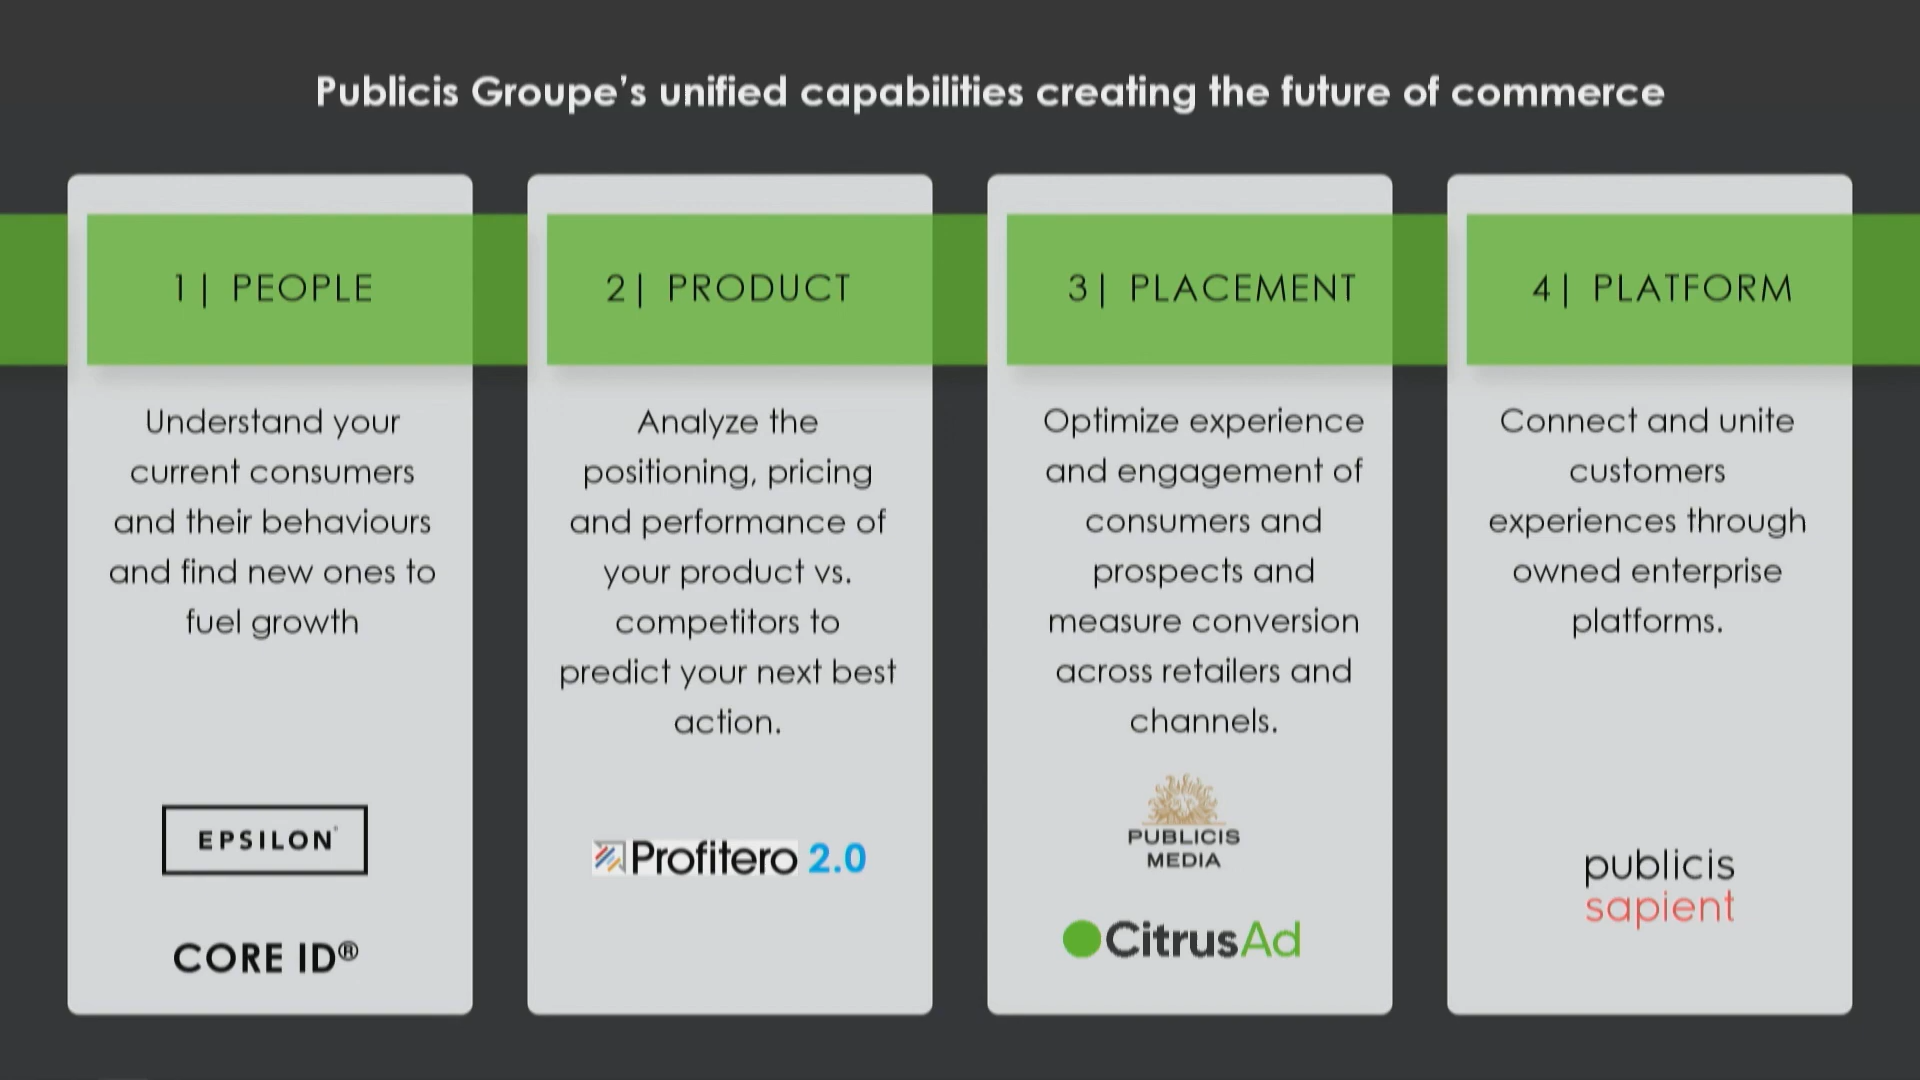 Publicis Groupe's unified capabilities creating the future of commerce
1| PEOPLE
Understand your
current consumers
and their behaviours
and find new ones to
fuel growth
EPSILON
CORE ID®
2| PRODUCT
Analyze the
positioning, pricing
and performance of
your product vs.
competitors to
predict your next best
action.
Profitero 2.0
3| PLACEMENT
Optimize experience
and engagement of
consumers and
prospects and
measure conversion
across retailers and
channels.
PUBLICIS
MEDIA
CitrusAd
4| PLATFORM
Connect and unite
customers
experiences through
owned enterprise
platforms.
publicis
sapient